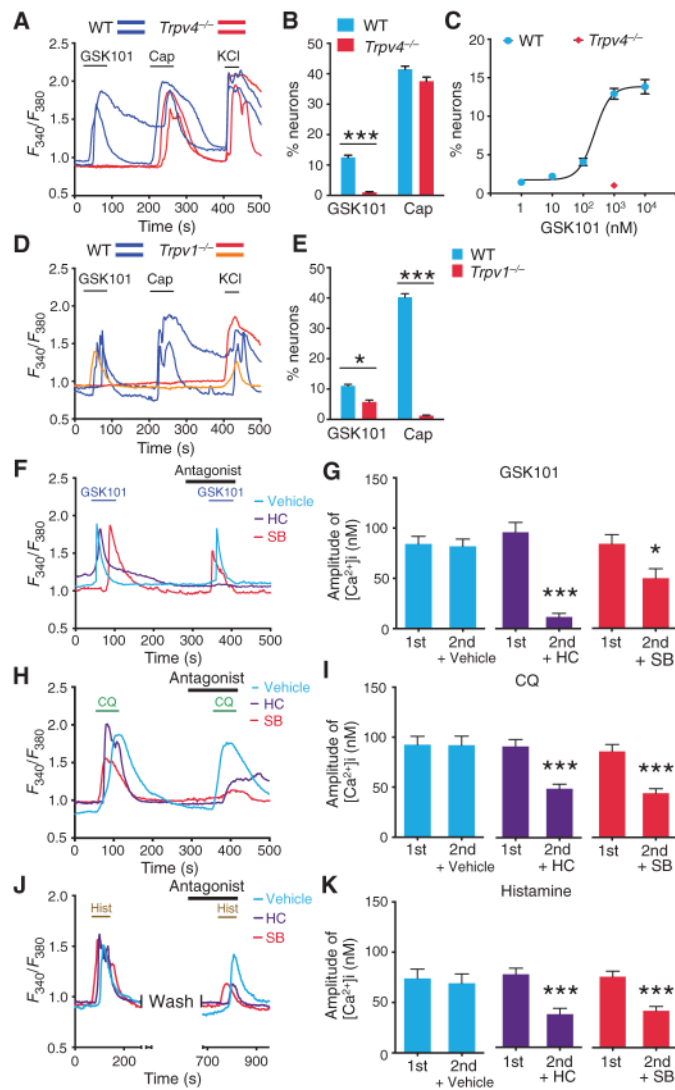 A
WT
Trpv4–/–
GSK101
Cap
KCl
F340/F380
2.5
2.0
1.5
1.0
0.5
0 100 200 300 400 500
Time (s)
B
WT
Trpv4–/–
% neurons
50
40
30
20
10
0
***
GSK101
Cap
C
WT
Trpv4–/–
% neurons
15
10
5
0
1 10 10² 10³ 10⁴
GSK101 (nM)
D
WT
Trpv1–/–
GSK101
Cap
KCl
F340/F380
2.5
2.0
1.5
1.0
0.5
0 100 200 300 400 500
Time (s)
E
WT
Trpv1–/–
% neurons
50
40
30
20
10
0
*
***
GSK101
Cap
F
Antagonist
GSK101
GSK101
Vehicle
HC
SB
F340/F380
2.5
2.0
1.5
1.0
0.5
0 100 200 300 400 500
Time (s)
G
GSK101
Amplitude of
[Ca²⁺]i (nM)
150
100
50
0
***
*
1st 2nd 1st 2nd 1st 2nd
+ Vehicle + HC + SB
H
Antagonist
CQ
CQ
Vehicle
HC
SB
F340/F380
2.5
2.0
1.5
1.0
0.5
0 100 200 300 400 500
Time (s)
I
CQ
Amplitude of
[Ca²⁺]i (nM)
150
100
50
0
***
***
1st 2nd 1st 2nd 1st 2nd
+ Vehicle + HC + SB
J
Antagonist
Hist
Hist
Vehicle
HC
SB
F340/F380
2.5
2.0
1.5
1.0
0.5
Wash
0 200 700 900
Time (s)
K
Histamine
Amplitude of
[Ca²⁺]i (nM)
150
100
50
0
***
***
1st 2nd 1st 2nd 1st 2nd
+ Vehicle + HC + SB